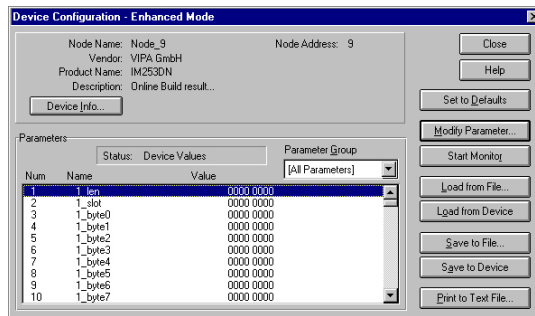 Device Configuration - Enhanced Mode
Node Name: Node_9 Node Address: 9
Vendor: VIPA GmbH
Product Name: IM253DN
Description: Online Build result...
Device Info...
Close
Help
Set to Defaults
Parameters
Status: Device Values
Parameter Group
[All Parameters]
Num Name Value
1 1_len 0000 0000
2 1_slot 0000 0000
3 1_byte0 0000 0000
4 1_byte1 0000 0000
5 1_byte2 0000 0000
6 1_byte3 0000 0000
7 1_byte4 0000 0000
8 1_byte5 0000 0000
9 1_byte6 0000 0000
10 1_byte7 0000 0000
Modify Parameter...
Start Monitor
Load from File...
Load from Device
Save to File...
Save to Device
Print to Text File...